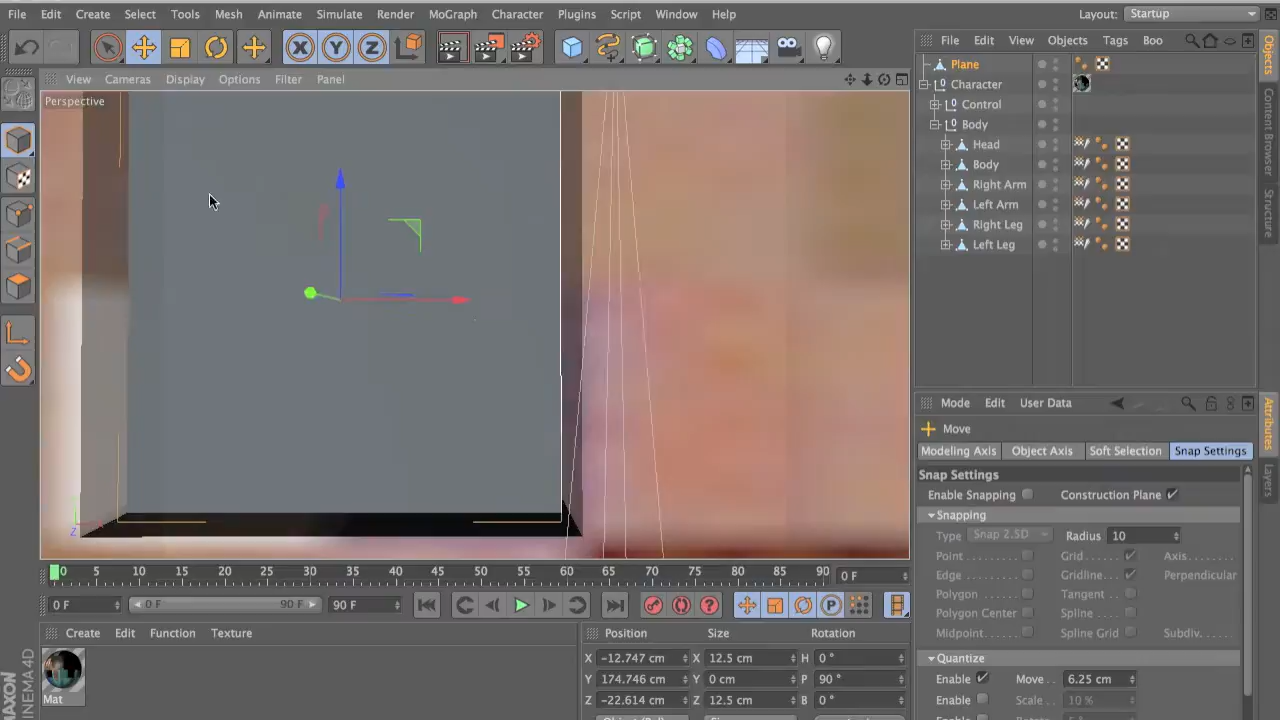 File Edit Create Select Tools Mesh Animate Simulate Render MoGraph Character Plugins Script Window Help Layout: Startup
X Y Z
File Edit View Objects Tags Boo
View Cameras Display Options Filter Panel
Perspective
Plane
Character
Control
Body
Head
Body
Right Arm
Left Arm
Right Leg
Left Leg
Objects
Content Browser
Structure
Mode Edit User Data
Move
Modeling Axis Object Axis Soft Selection Snap Settings
Snap Settings
Enable Snapping Construction Plane
Snapping
Type Snap 2.5D Radius 10
Point Grid Axis
Edge Gridline Perpendicular
Polygon Tangent
Polygon Center Spline
Midpoint Spline Grid Subdiv.
Quantize
Enable Move 6.25 cm
Enable Scale 10 %
Attributes
Layers
Z
0 5 10 15 20 25 30 35 40 45 50 55 60 65 70 75 80 85 90 0 F
0 F 0 F 90 F 90 F
P
Create Edit Function Texture
Mat
Position Size Rotation
X -12.747 cm X 12.5 cm H 0 °
Y 174.746 cm Y 0 cm P 90 °
Z -22.614 cm Z 12.5 cm B 0 °
MAXON
CINEMA 4D